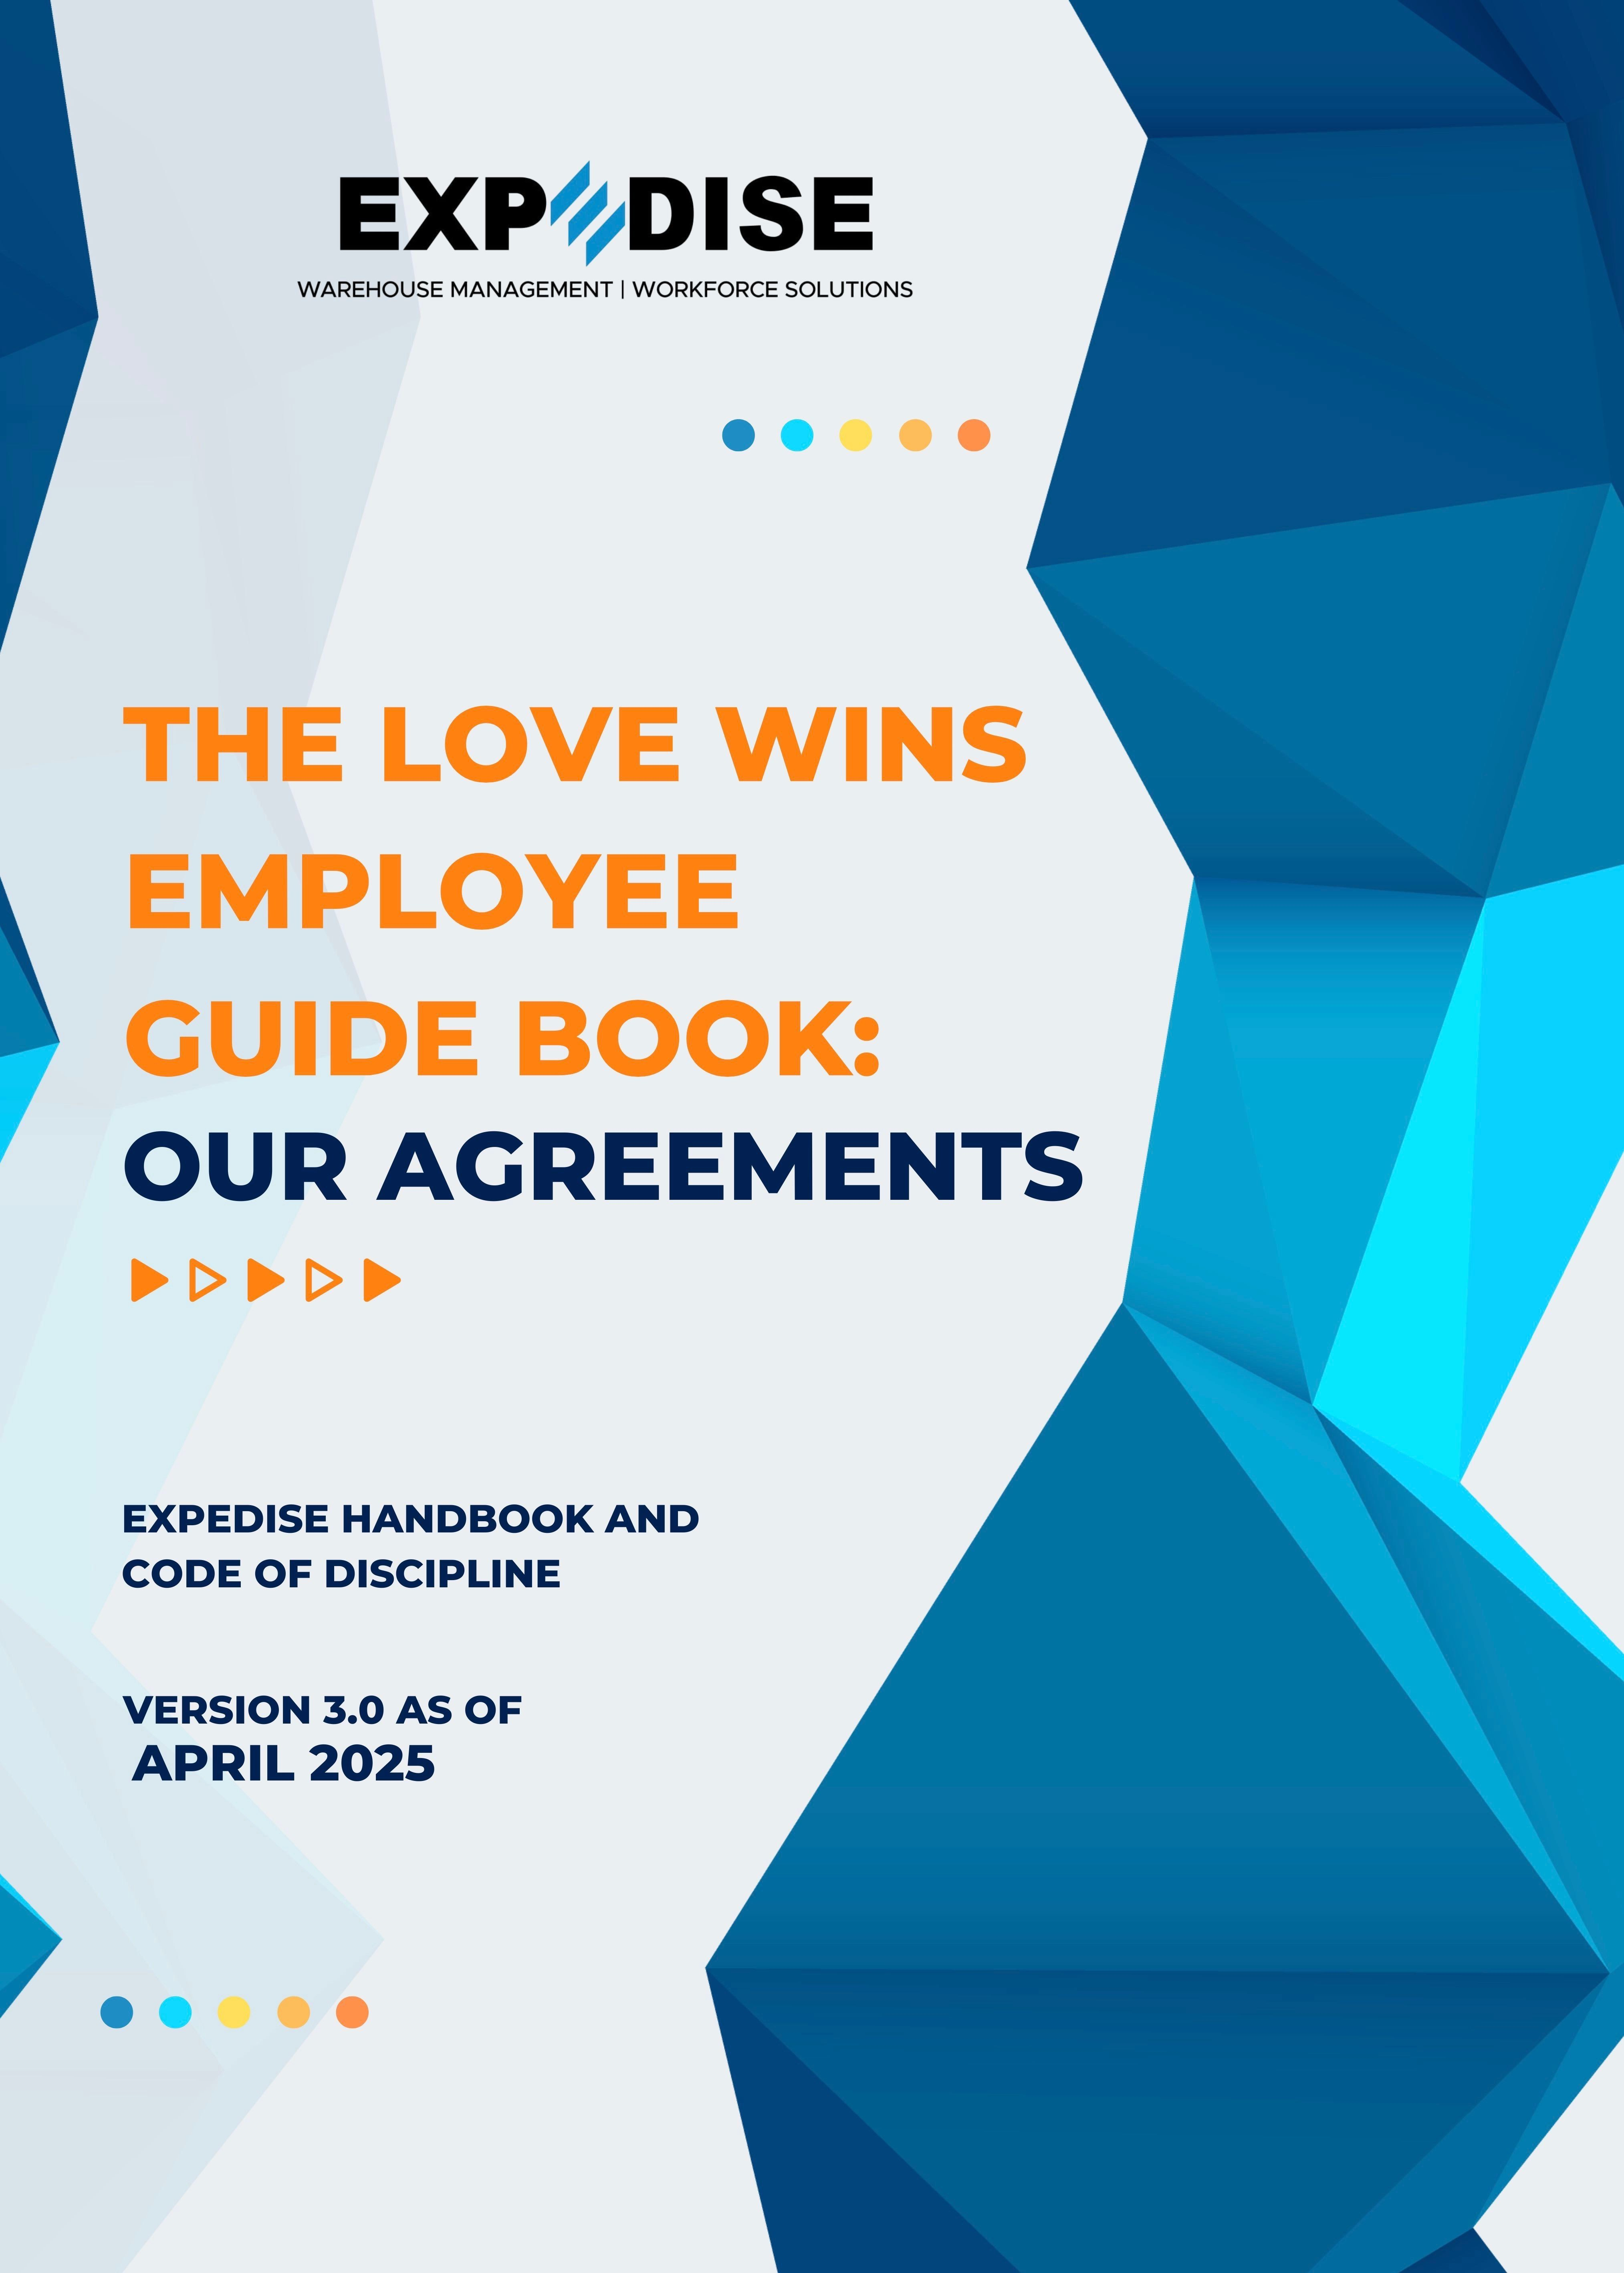 EXPEDISE
WAREHOUSE MANAGEMENT | WORKFORCE SOLUTIONS
THE LOVE WINS
EMPLOYEE
GUIDE BOOK:
OUR AGREEMENTS
EXPEDISE HANDBOOK AND
CODE OF DISCIPLINE
VERSION 3.0 AS OF
APRIL 2025